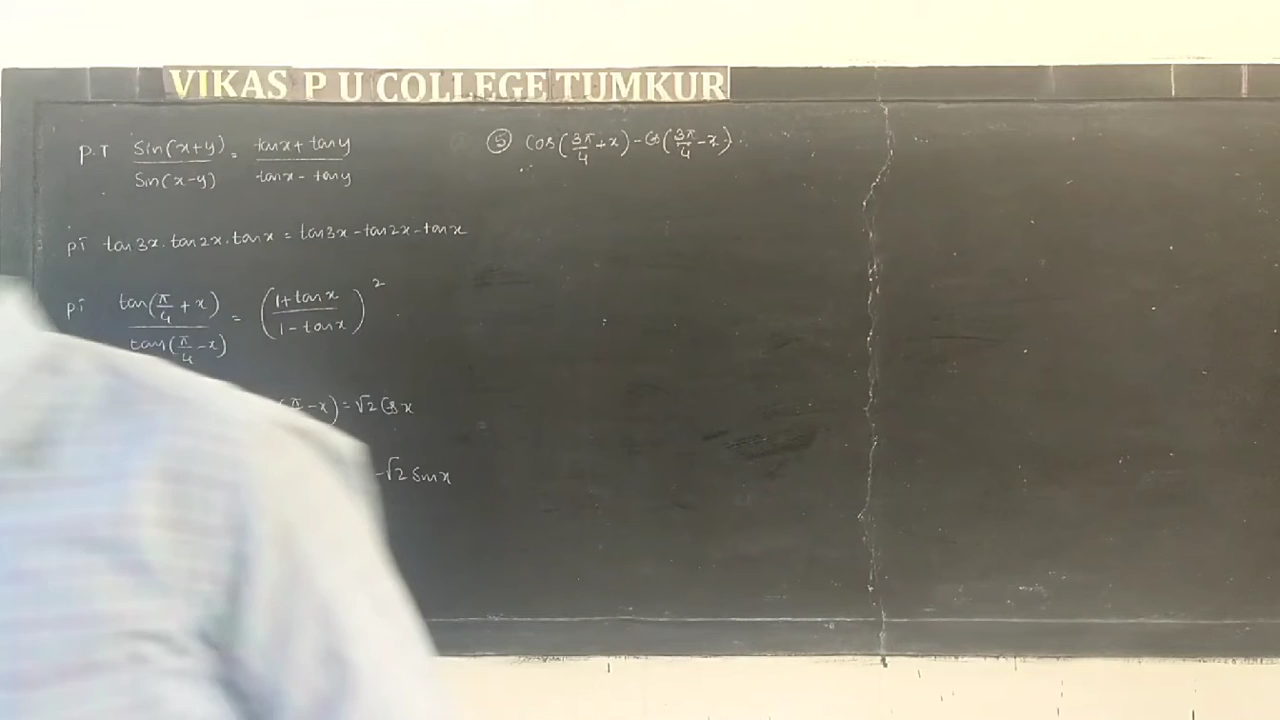 VIKAS P U COLLEGE TUMKUR
P.T Sin(x+y)/Sin(x-y) = tanx + tany/tanx - tany
PT tan3x.tan2x.tanx = tan3x-tan2x-tanx
PT tan(π/4 + x)/tan(π/4 - x) = (1+tanx/1-tanx)²
(π/ - x) = √2 Cosx
-√2 Sinx
⑤ Cos(3π/4 + x) - Cos(3π/4 - x)